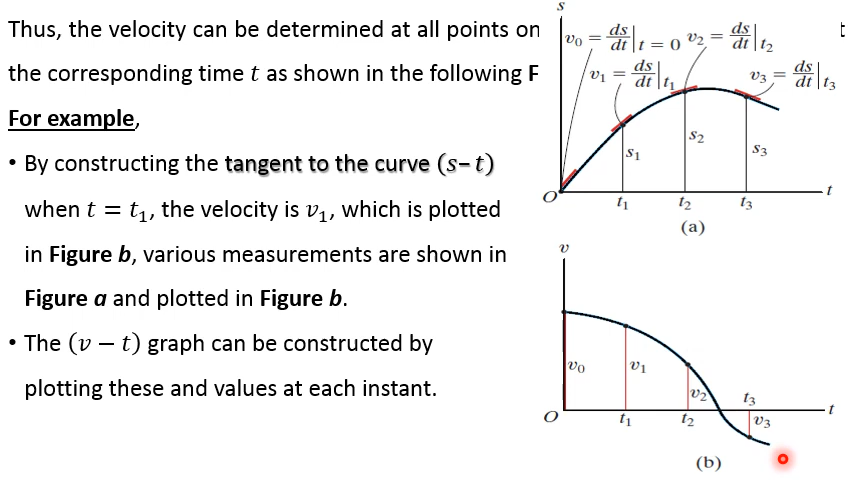 Thus, the velocity can be determined at all points on
the corresponding time t as shown in the following F
For example,
• By constructing the tangent to the curve (s– t)
when t = t₁, the velocity is v₁, which is plotted
in Figure b, various measurements are shown in
Figure a and plotted in Figure b.
• The (v − t) graph can be constructed by
plotting these and values at each instant.
t
s
v₀ = ds/dt|t = 0
v₂ = ds/dt|t₂
v₁ = ds/dt|t₁
v₃ = ds/dt|t₃
s₁
s₂
s₃
O
t₁
t₂
t₃
t
(a)
v
v₀
v₁
v₂
t₃
v₃
O
t₁
t₂
t
(b)